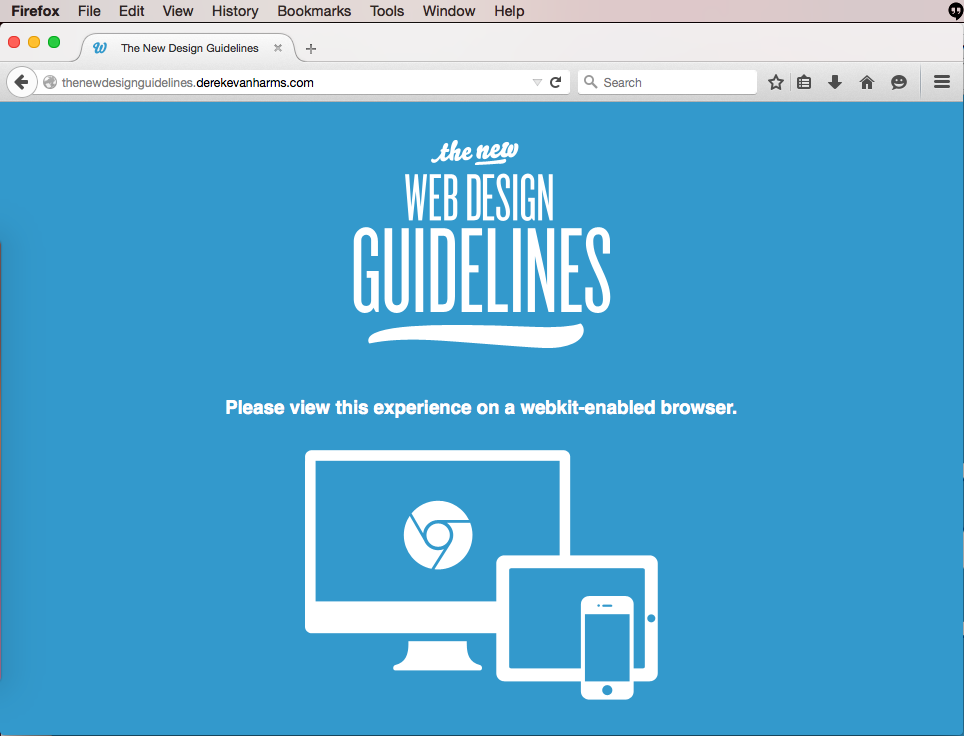 Firefox File Edit View History Bookmarks Tools Window Help
The New Design Guidelines
thenewdesignguidelines.derekevanharms.com
Search
the new
WEB DESIGN
GUIDELINES
Please view this experience on a webkit-enabled browser.